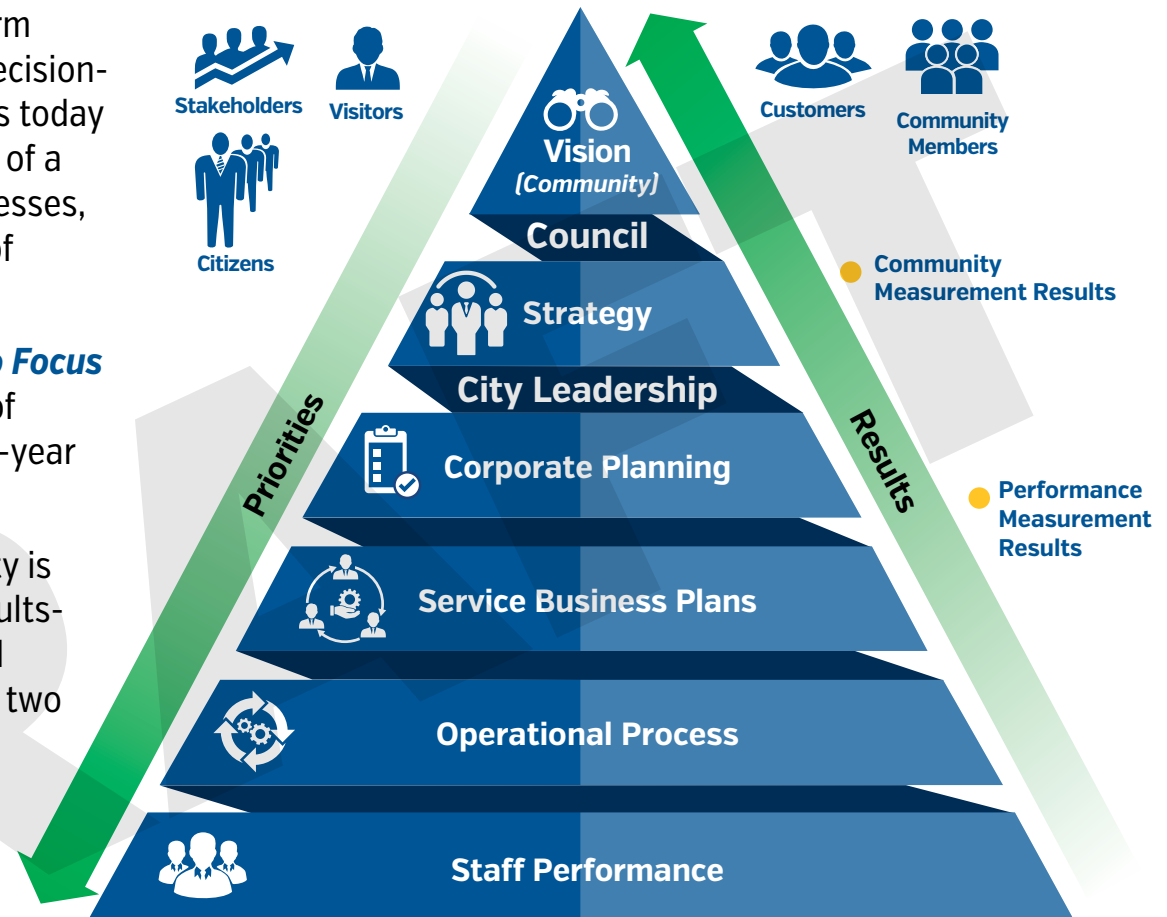 rm
ecision-
s today
of a
esses,
of
o Focus
of
-year
ty is
ults-
d
two
Stakeholders
Visitors
Citizens
Customers
Community
Members
Vision
(Community)
Council
Strategy
City Leadership
Corporate Planning
Service Business Plans
Operational Process
Staff Performance
Priorities
Results
Community
Measurement Results
Performance
Measurement
Results